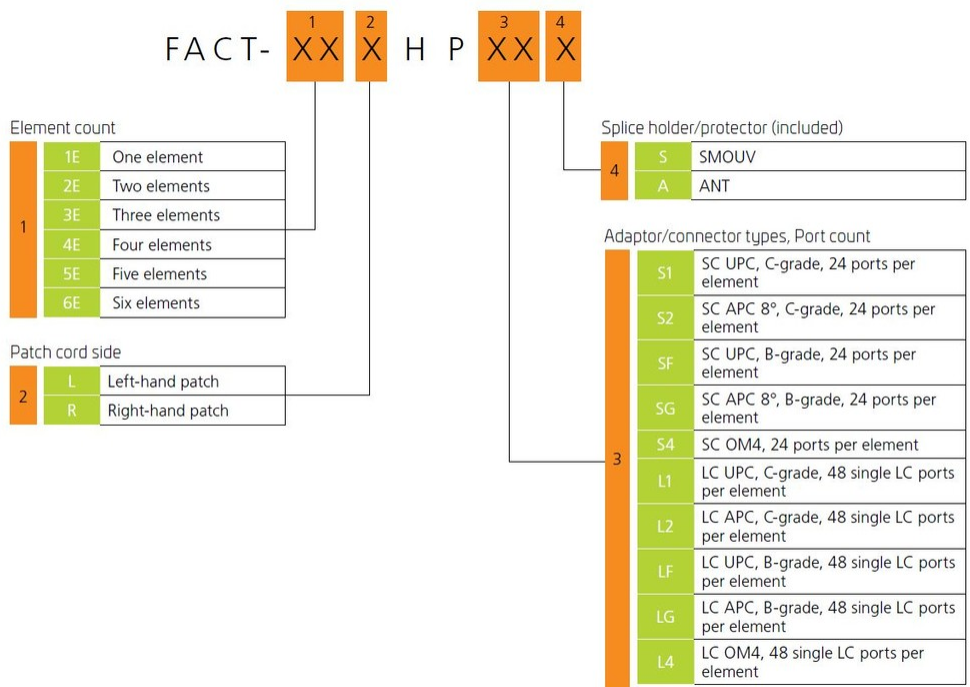 1 2 3 4
FACT- XX X H P XX X
Element count
1
1E One element
2E Two elements
3E Three elements
4E Four elements
5E Five elements
6E Six elements
Patch cord side
2
L Left-hand patch
R Right-hand patch
Splice holder/protector (included)
4
S SMOUV
A ANT
Adaptor/connector types, Port count
3
S1 SC UPC, C-grade, 24 ports per
element
S2 SC APC 8°, C-grade, 24 ports per
element
SF SC UPC, B-grade, 24 ports per
element
SG SC APC 8°, B-grade, 24 ports per
element
S4 SC OM4, 24 ports per element
L1 LC UPC, C-grade, 48 single LC ports
per element
L2 LC APC, C-grade, 48 single LC ports
per element
LF LC UPC, B-grade, 48 single LC ports
per element
LG LC APC, B-grade, 48 single LC ports
per element
L4 LC OM4, 48 single LC ports per
element